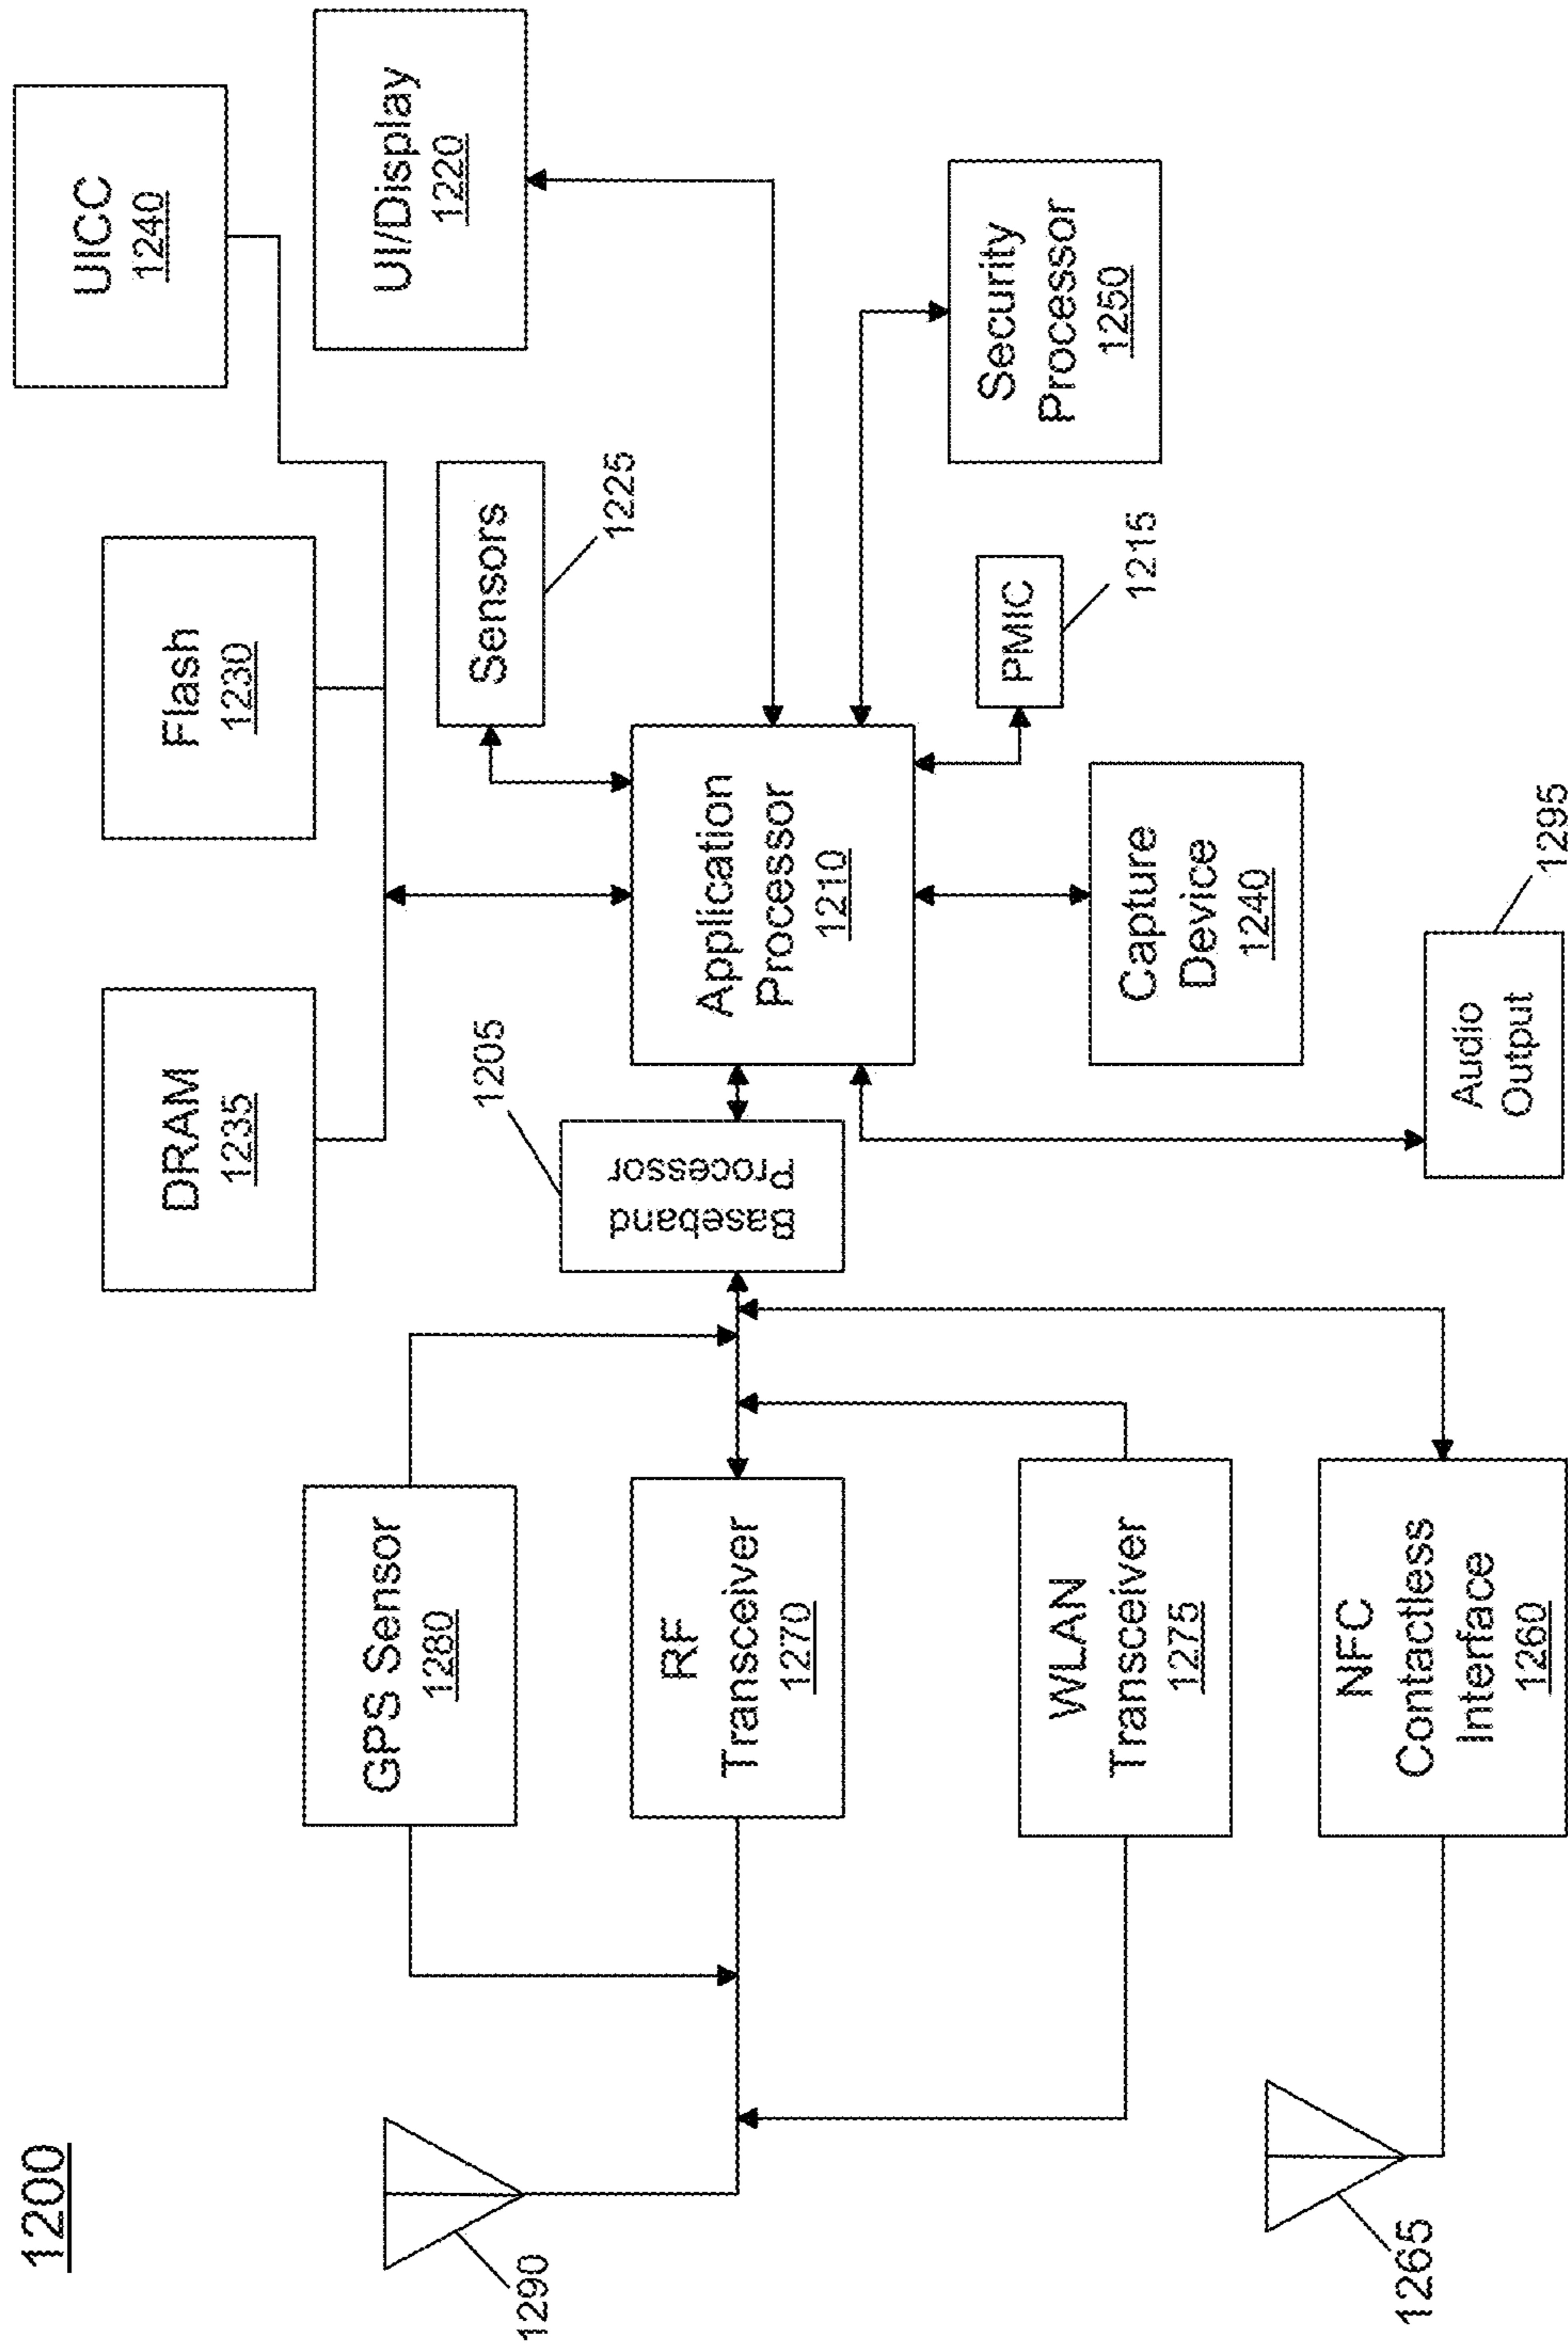 1200
UICC
1240
Flash
1230
DRAM
1235
UI/Display
1220
Sensors
1225
1205
GPS Sensor
1280
1290
RF
Transceiver
1270
Baseband
Processor
Application
Processor
1210
Security
Processor
1250
PMIC
1215
WLAN
Transceiver
1275
Capture
Device
1240
NFC
Contactless
Interface
1260
1265
Audio
Output
1295